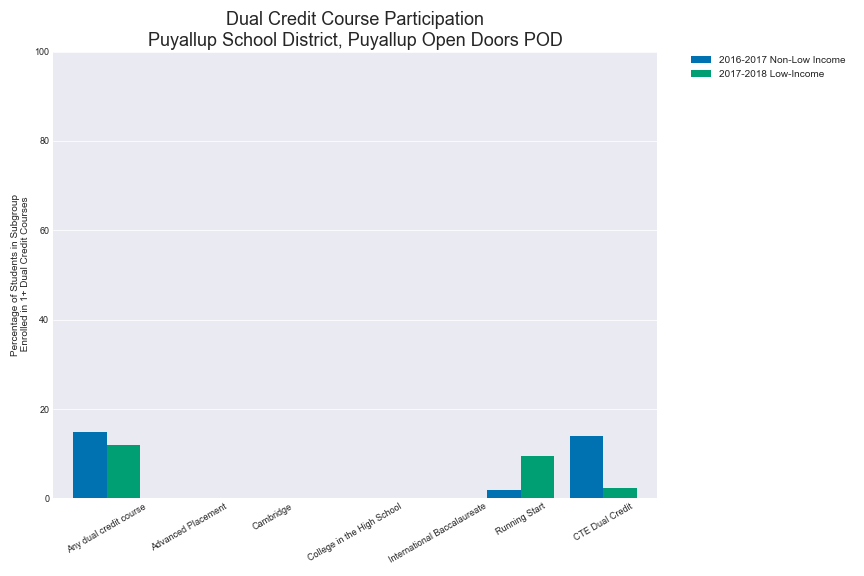 Dual Credit Course Participation
Puyallup School District, Puyallup Open Doors POD
2016-2017 Non-Low Income
2017-2018 Low-Income
Percentage of Students in Subgroup
Enrolled in 1+ Dual Credit Courses
100
80
60
40
20
0
Any dual credit course
Advanced Placement
Cambridge
College in the High School
International Baccalaureate
Running Start
CTE Dual Credit